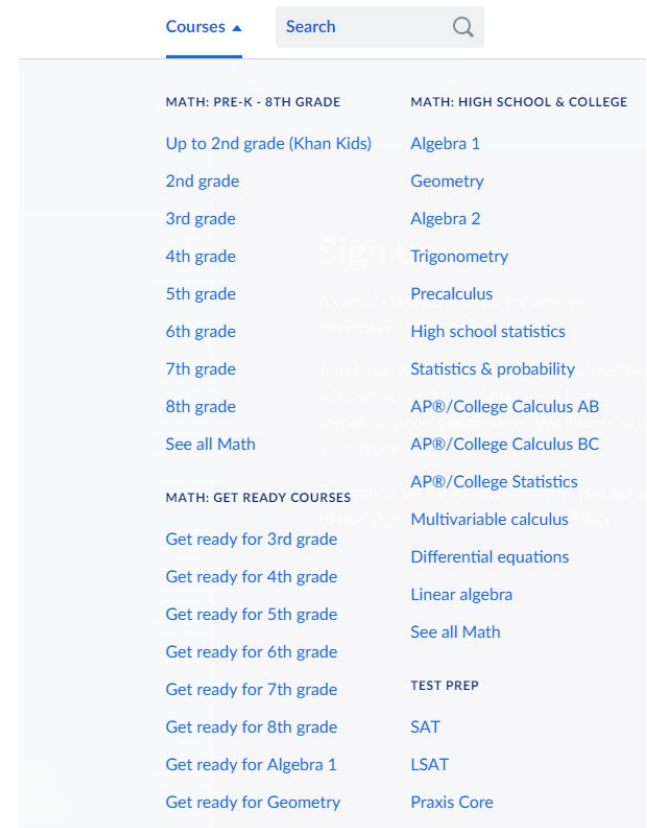 Courses
Search
MATH: PRE-K - 8TH GRADE
Up to 2nd grade (Khan Kids)
2nd grade
3rd grade
4th grade
5th grade
6th grade
7th grade
8th grade
See all Math
MATH: GET READY COURSES
Get ready for 3rd grade
Get ready for 4th grade
Get ready for 5th grade
Get ready for 6th grade
Get ready for 7th grade
Get ready for 8th grade
Get ready for Algebra 1
Get ready for Geometry
MATH: HIGH SCHOOL & COLLEGE
Algebra 1
Geometry
Algebra 2
Trigonometry
Precalculus
High school statistics
Statistics & probability
AP®/College Calculus AB
AP®/College Calculus BC
AP®/College Statistics
Multivariable calculus
Differential equations
Linear algebra
See all Math
TEST PREP
SAT
LSAT
Praxis Core